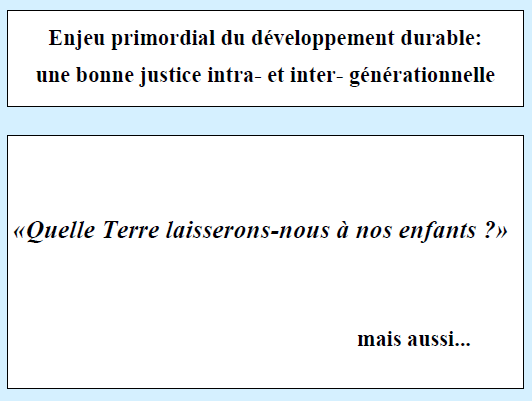 Enjeu primordial du développement durable:
une bonne justice intra- et inter- générationnelle
«Quelle Terre laisserons-nous à nos enfants ?»
mais aussi...